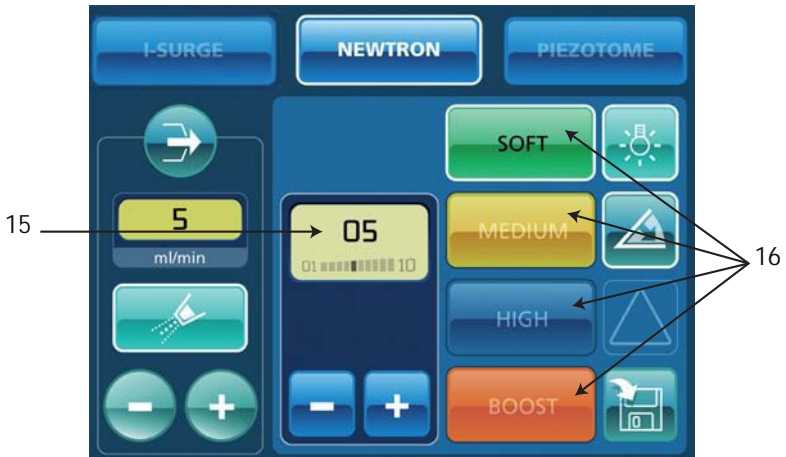 I-SURGE NEWTRON PIEZOTOME
SOFT
15
5
ml/min
05
01 10
MEDIUM
16
HIGH
- +
- +
BOOST